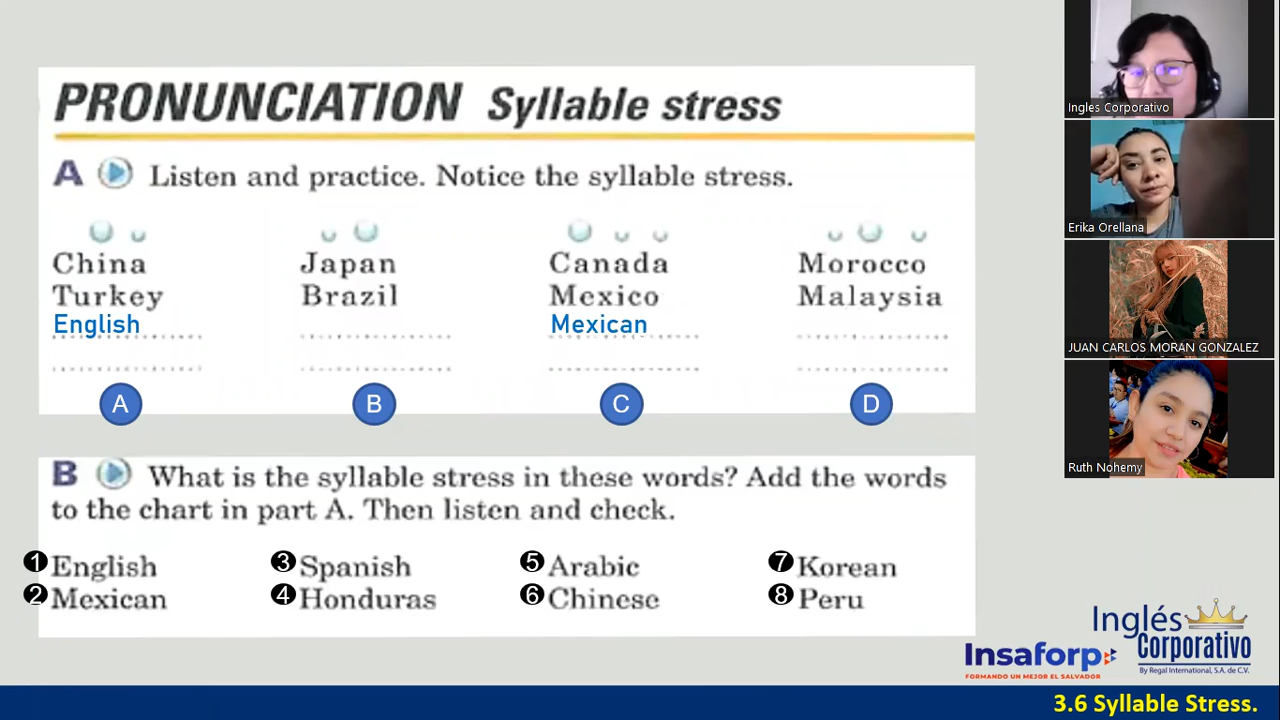 PRONUNCIATION Syllable stress
A Listen and practice. Notice the syllable stress.
China Japan Canada Morocco
Turkey Brazil Mexico Malaysia
English Mexican
A B C D
B What is the syllable stress in these words? Add the words
to the chart in part A. Then listen and check.
1 English 3 Spanish 5 Arabic 7 Korean
2 Mexican 4 Honduras 6 Chinese 8 Peru
Ingles Corporativo
Erika Orellana
JUAN CARLOS MORAN GONZALEZ
Ruth Nohemy
Insaforp
FORMANDO UN MEJOR EL SALVADOR
Inglés
Corporativo
By Regal International, S.A. de C.V.
3.6 Syllable Stress.